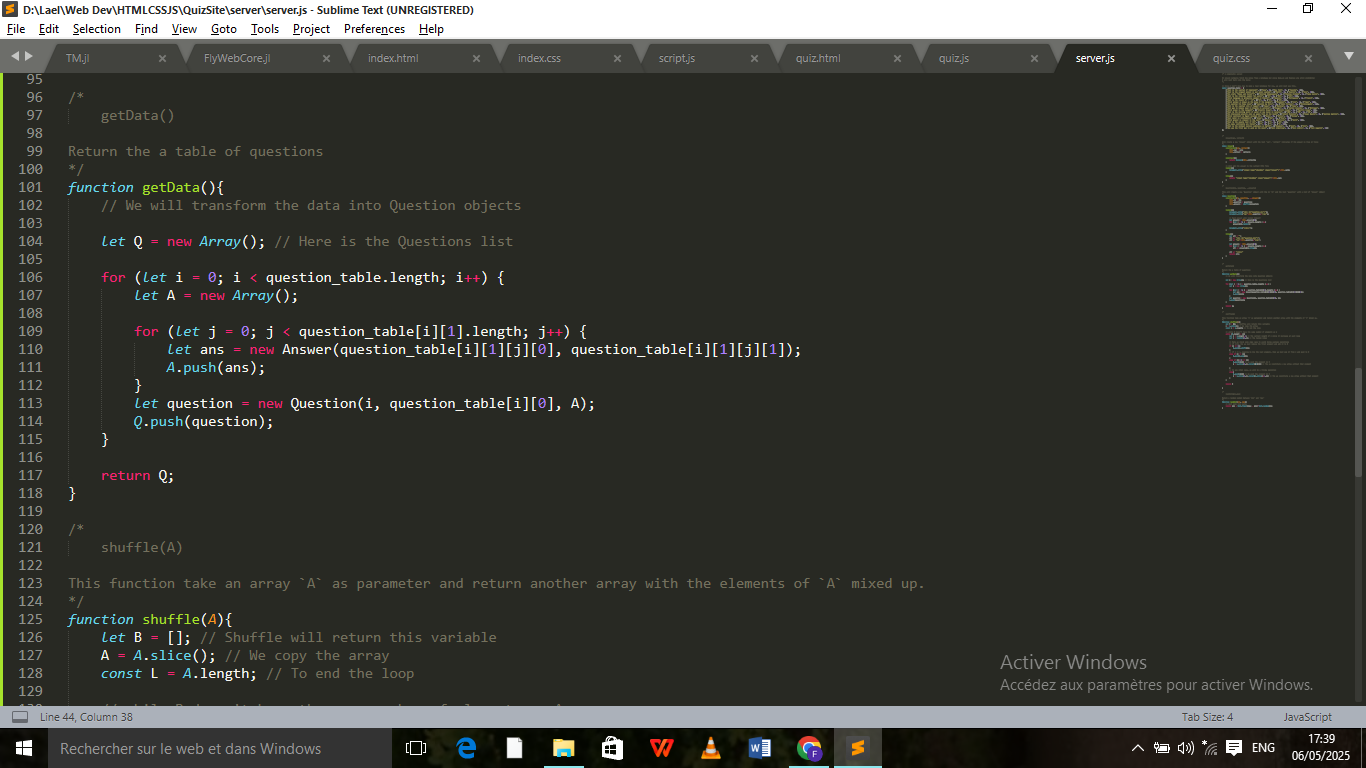 D:\Lael\Web Dev\HTMLCSSJS\QuizSite\server\server.js - Sublime Text (UNREGISTERED)
File Edit Selection Find View Goto Tools Project Preferences Help
TM.jl FlyWebCore.jl index.html index.css script.js quiz.html quiz.js server.js quiz.css
95
96 /*
97     getData()
98
99 Return the a table of questions
100 */
101 function getData(){
102     // We will transform the data into Question objects
103
104     let Q = new Array(); // Here is the Questions list
105
106     for (let i = 0; i < question_table.length; i++) {
107         let A = new Array();
108
109         for (let j = 0; j < question_table[i][1].length; j++) {
110             let ans = new Answer(question_table[i][1][j][0], question_table[i][1][j][1]);
111             A.push(ans);
112         }
113         let question = new Question(i, question_table[i][0], A);
114         Q.push(question);
115     }
116
117     return Q;
118 }
119
120 /*
121     shuffle(A)
122
123 This function take an array `A` as parameter and return another array with the elements of `A` mixed up.
124 */
125 function shuffle(A){
126     let B = []; // Shuffle will return this variable
127     A = A.slice(); // We copy the array
128     const L = A.length; // To end the loop
129
Activer Windows
Accédez aux paramètres pour activer Windows.
Line 44, Column 38 Tab Size: 4 JavaScript
Rechercher sur le web et dans Windows
ENG
17:39
06/05/2025